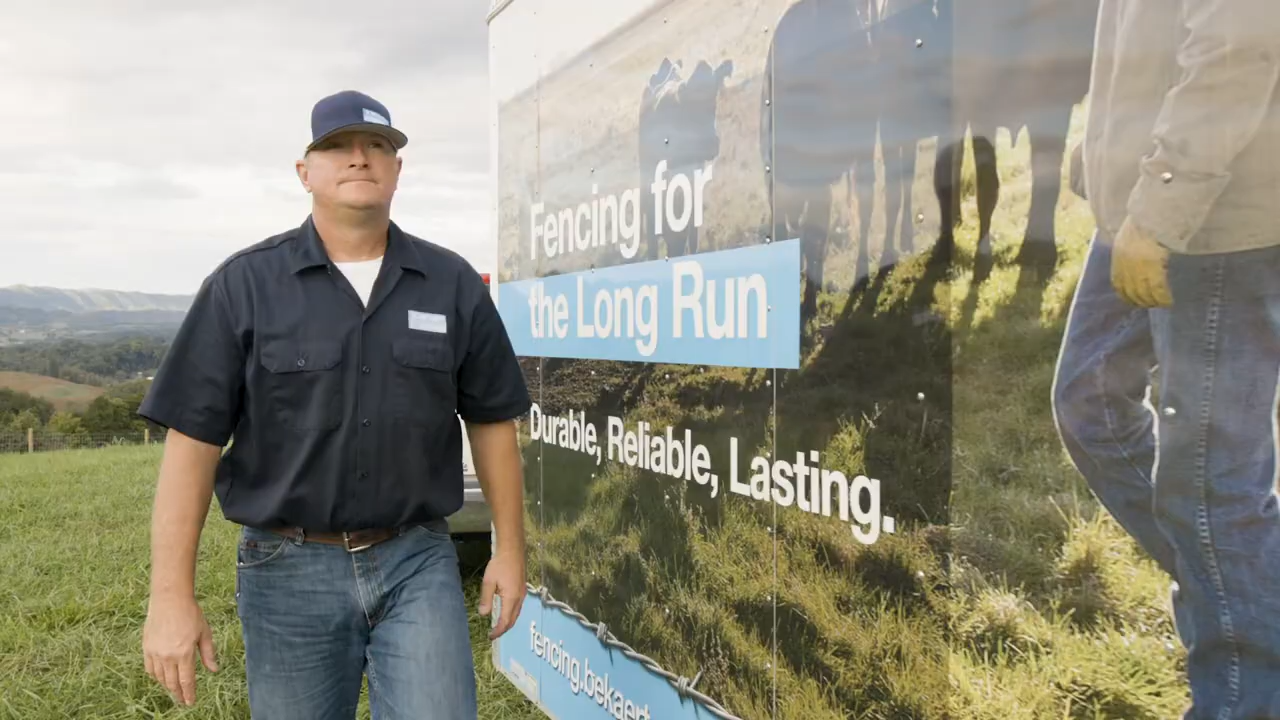 Fencing for
the Long Run
Durable, Reliable, Lasting.
fencing.bekaert